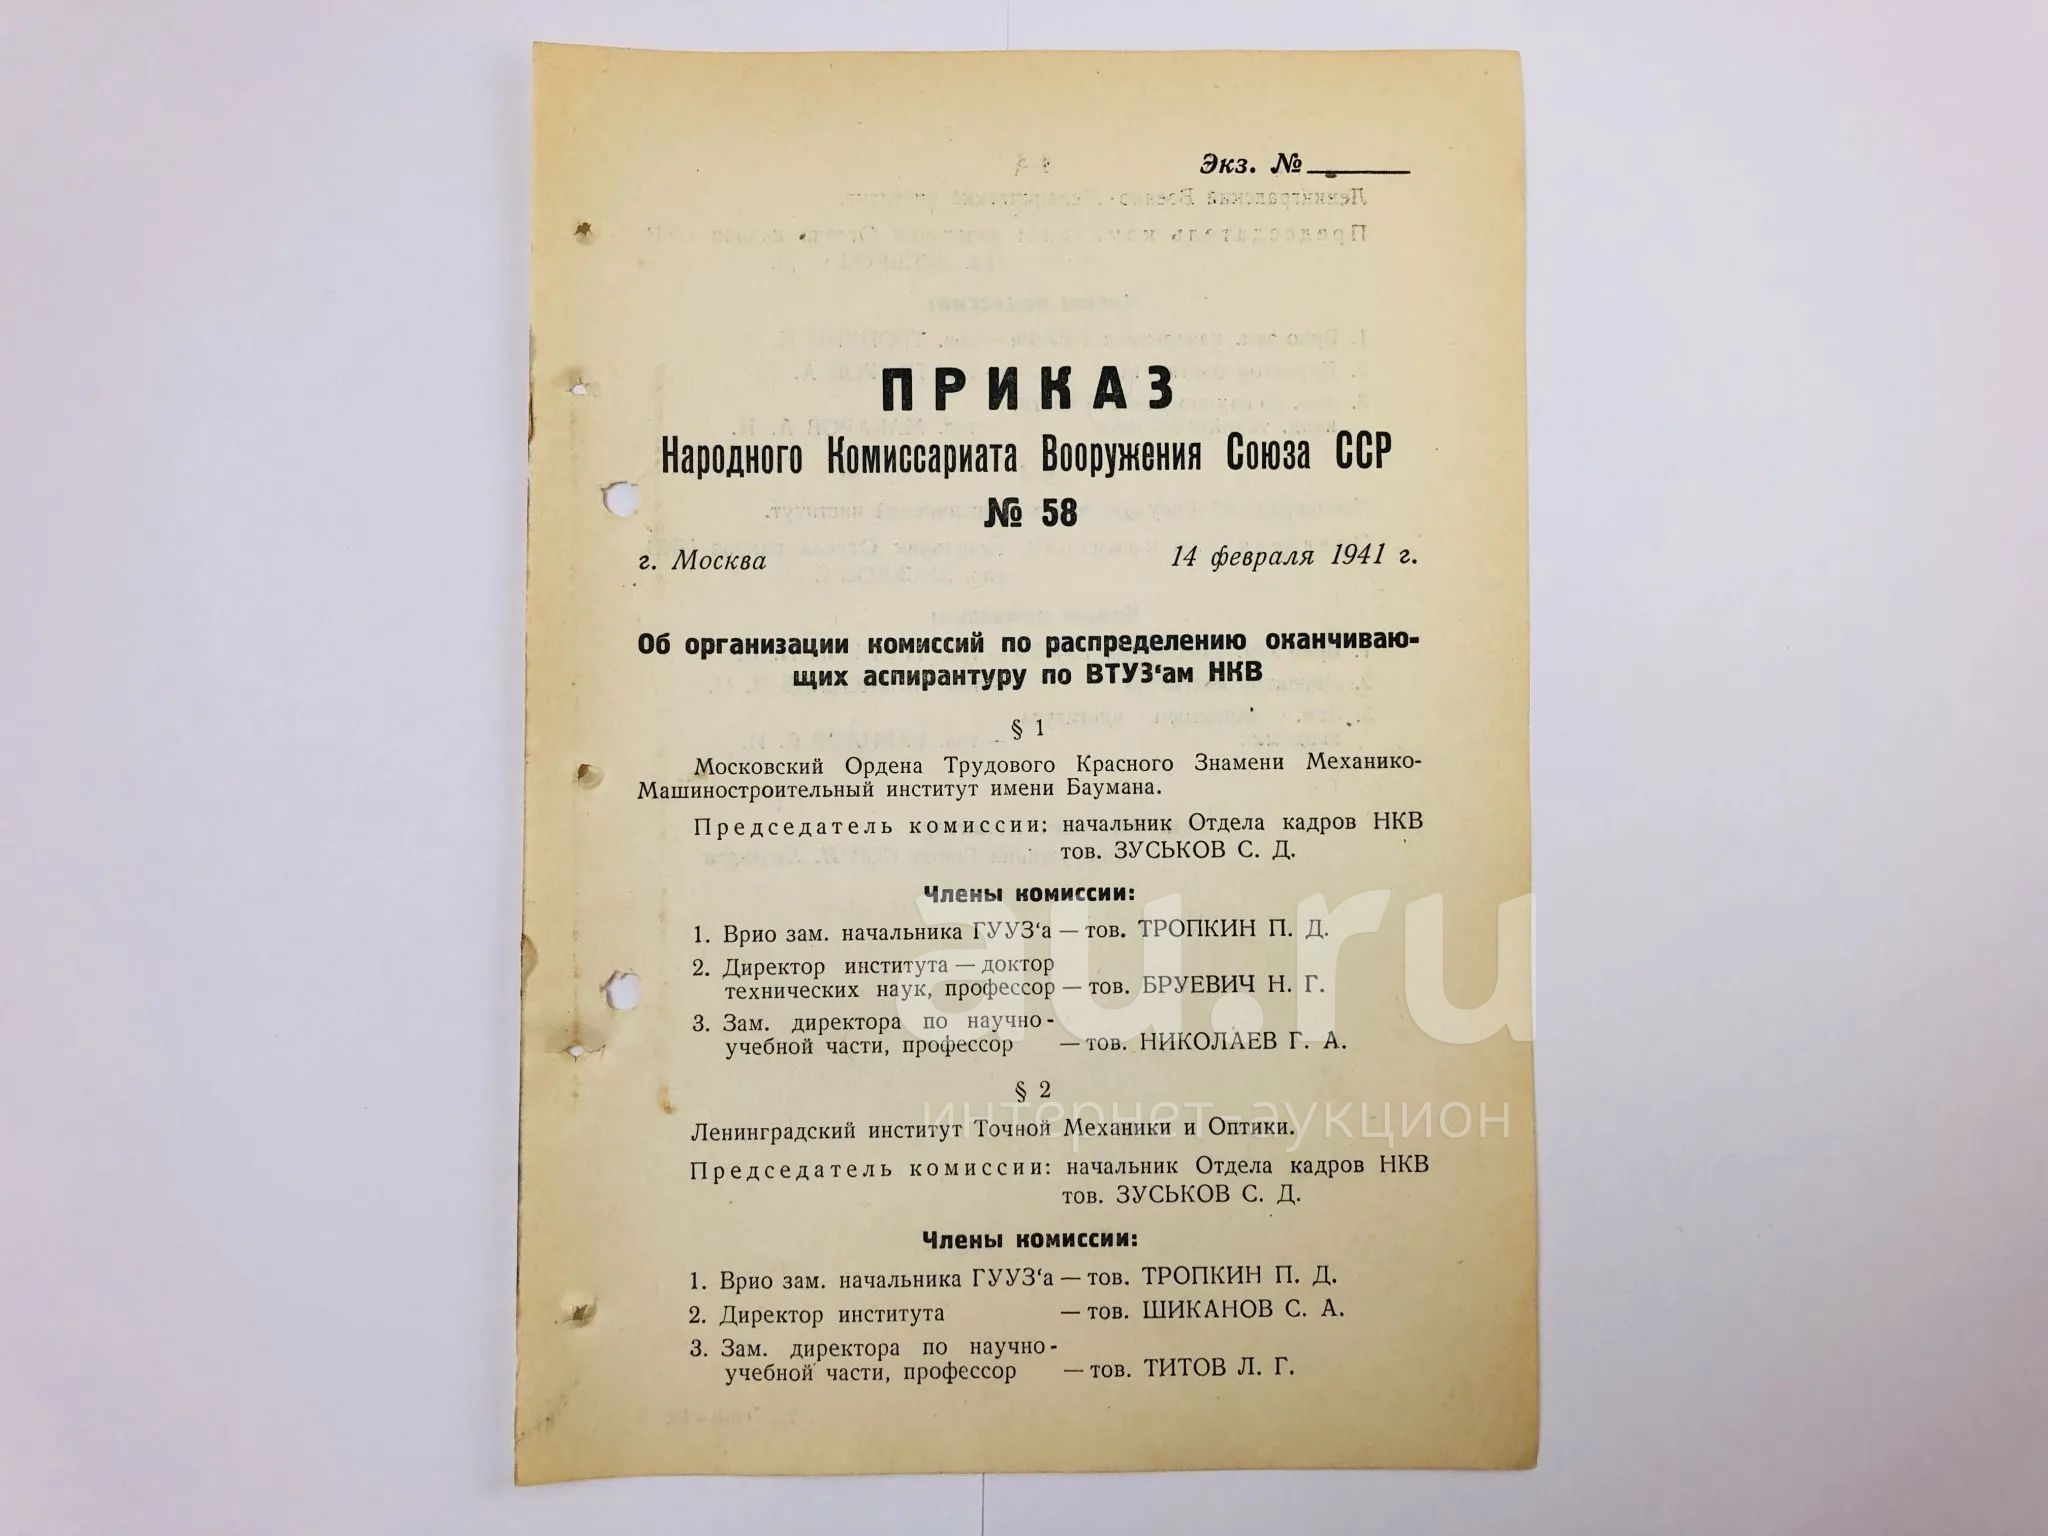 Экз. №
ПРИКАЗ
Народного Комиссариата Вооружения Союза ССР
№ 58
г. Москва 14 февраля 1941 г.
Об организации комиссий по распределению оканчиваю-
щих аспирантуру по ВТУЗ‘ам НКВ
§ 1
Московский Ордена Трудового Красного Знамени Механико-
Машиностроительный институт имени Баумана.
Председатель комиссии: начальник Отдела кадров НКВ
тов. ЗУСЬКОВ С. Д.
Члены комиссии:
1. Врио зам. начальника ГУУЗ‘а — тов. ТРОПКИН П. Д.
2. Директор института — доктор
технических наук, профессор — тов. БРУЕВИЧ Н. Г.
3. Зам. директора по научно-
учебной части, профессор — тов. НИКОЛАЕВ Г. А.
§ 2
Ленинградский институт Точной Механики и Оптики.
Председатель комиссии: начальник Отдела кадров НКВ
тов. ЗУСЬКОВ С. Д.
Члены комиссии:
1. Врио зам. начальника ГУУЗ‘а — тов. ТРОПКИН П. Д.
2. Директор института — тов. ШИКАНОВ С. А.
3. Зам. директора по научно-
учебной части, профессор — тов. ТИТОВ Л. Г.
au.ru
интернет-аукцион